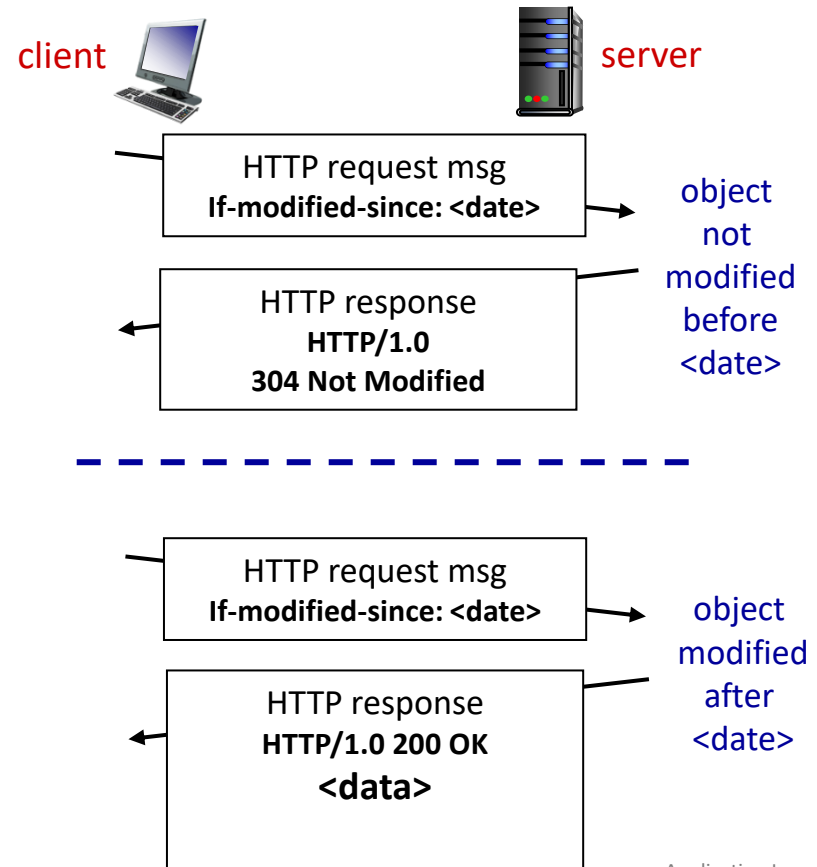 client
server
HTTP request msg
If-modified-since: <date>
object
not
modified
before
<date>
HTTP response
HTTP/1.0
304 Not Modified
HTTP request msg
If-modified-since: <date>
object
modified
after
<date>
HTTP response
HTTP/1.0 200 OK
<data>
Application